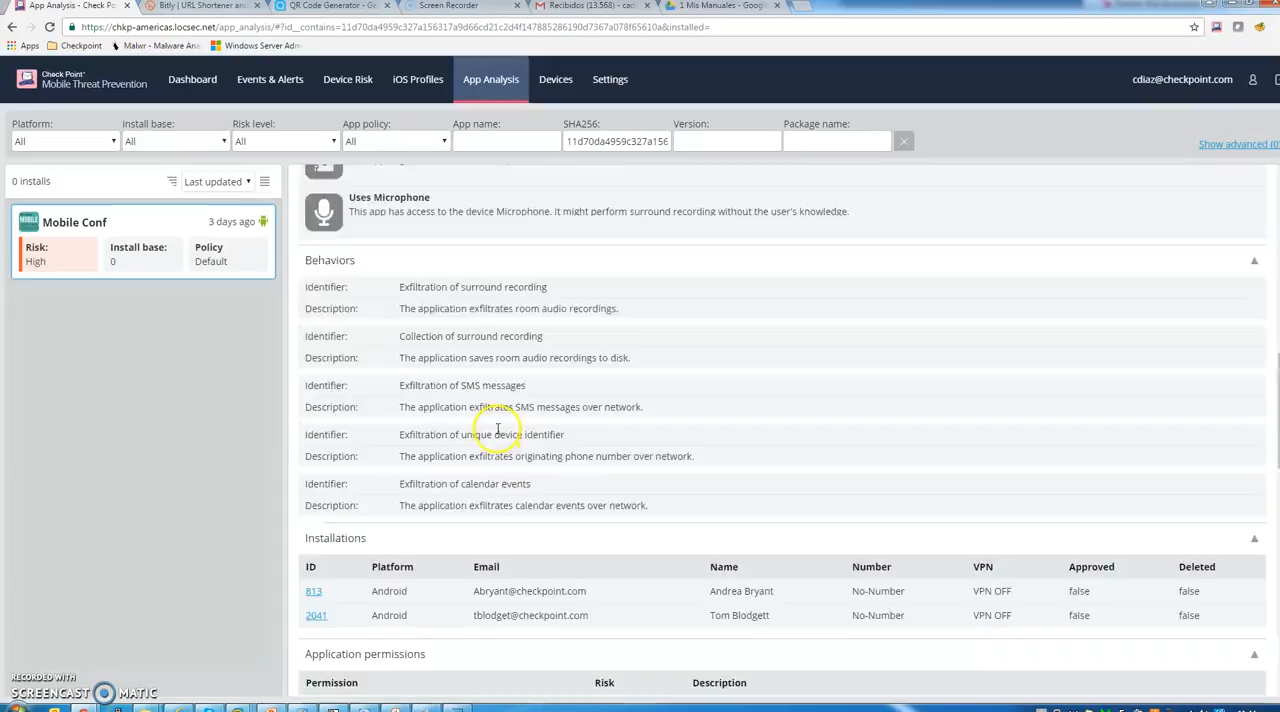 App Analysis - Check Po
Bitly | URL Shortener an
QR Code Generator - Ge
Screen Recorder
Recibidos (13.568) - cad
1 Mis Manuales - Googl
https://chkp-americas.locsec.net/app_analysis/#?id__contains=11d70da4959c327a156317a9d66cd21c2d4f147885286190d7367a078f65610a&installed=
Apps
Checkpoint
Malwr - Malware Ana
Windows Server Adm
Check Point
Mobile Threat Prevention
Dashboard
Events & Alerts
Device Risk
iOS Profiles
App Analysis
Devices
Settings
cdiaz@checkpoint.com
Platform:
Install base:
Risk level:
App policy:
App name:
SHA256:
Version:
Package name:
All
All
All
All
11d70da4959c327a156
Show advanced (0)
0 installs
Last updated
Mobile Conf
3 days ago
Risk:
High
Install base:
0
Policy
Default
Uses Microphone
This app has access to the device Microphone. It might perform surround recording without the user's knowledge.
Behaviors
Identifier: Exfiltration of surround recording
Description: The application exfiltrates room audio recordings.
Identifier: Collection of surround recording
Description: The application saves room audio recordings to disk.
Identifier: Exfiltration of SMS messages
Description: The application exfiltrates SMS messages over network.
Identifier: Exfiltration of unique device identifier
Description: The application exfiltrates originating phone number over network.
Identifier: Exfiltration of calendar events
Description: The application exfiltrates calendar events over network.
Installations
ID Platform Email Name Number VPN Approved Deleted
813 Android Abryant@checkpoint.com Andrea Bryant No-Number VPN OFF false false
2041 Android tblodget@checkpoint.com Tom Blodgett No-Number VPN OFF false false
Application permissions
Permission Risk Description
RECORDED WITH
SCREENCAST MATIC